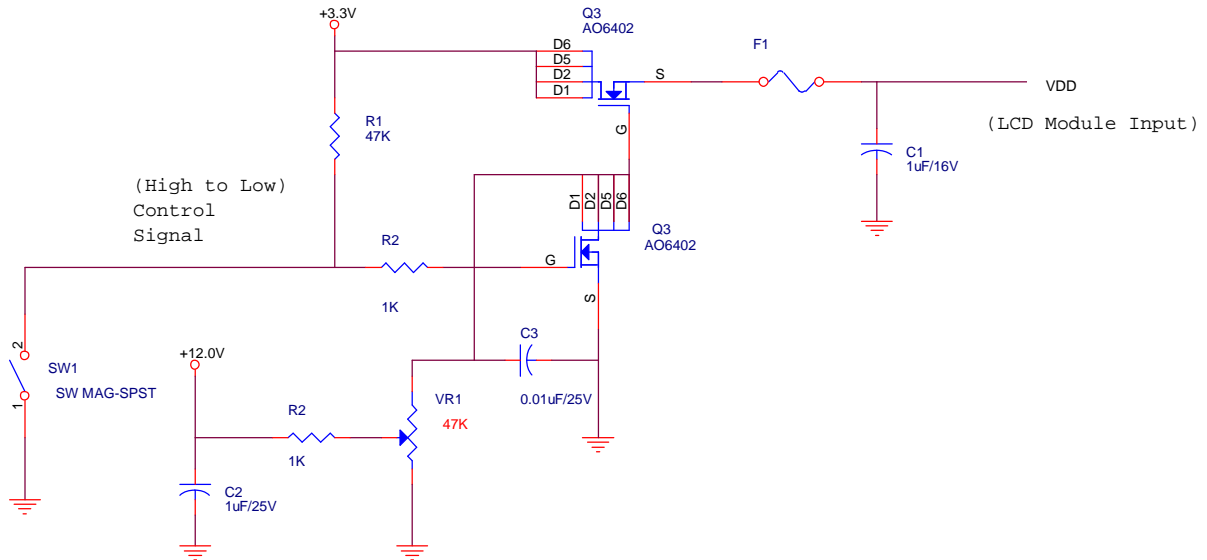 +3.3V
Q3
AO6402
D6
D5
D2
D1
S
G
F1
VDD
(LCD Module Input)
R1
47K
C1
1uF/16V
(High to Low)
Control
Signal
D1
D2
D5
D6
Q3
AO6402
R2
1K
G
S
2
SW1
SW MAG-SPST
1
+12.0V
C3
0.01uF/25V
R2
1K
VR1
47K
C2
1uF/25V